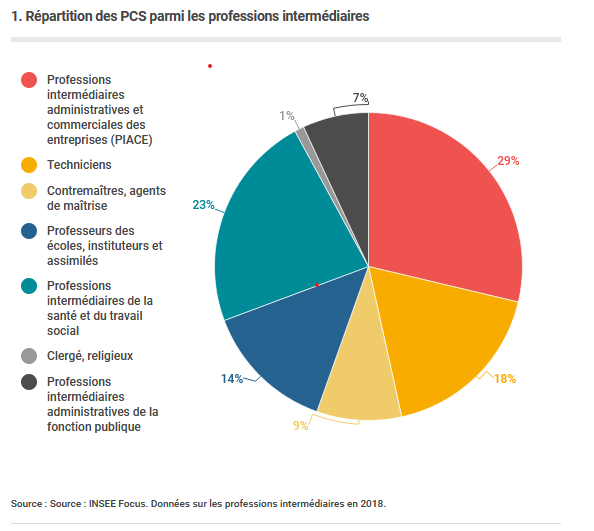 1. Répartition des PCS parmi les professions intermédiaires
Professions
intermédiaires
administratives et
commerciales des
entreprises (PIACE)
Techniciens
Contremaîtres, agents
de maîtrise
Professeurs des
écoles, instituteurs et
assimilés
Professions
intermédiaires de la
santé et du travail
social
Clergé, religieux
Professions
intermédiaires
administratives de la
fonction publique
7%
1%
29%
23%
14%
18%
9%
Source : Source : INSEE Focus. Données sur les professions intermédiaires en 2018.